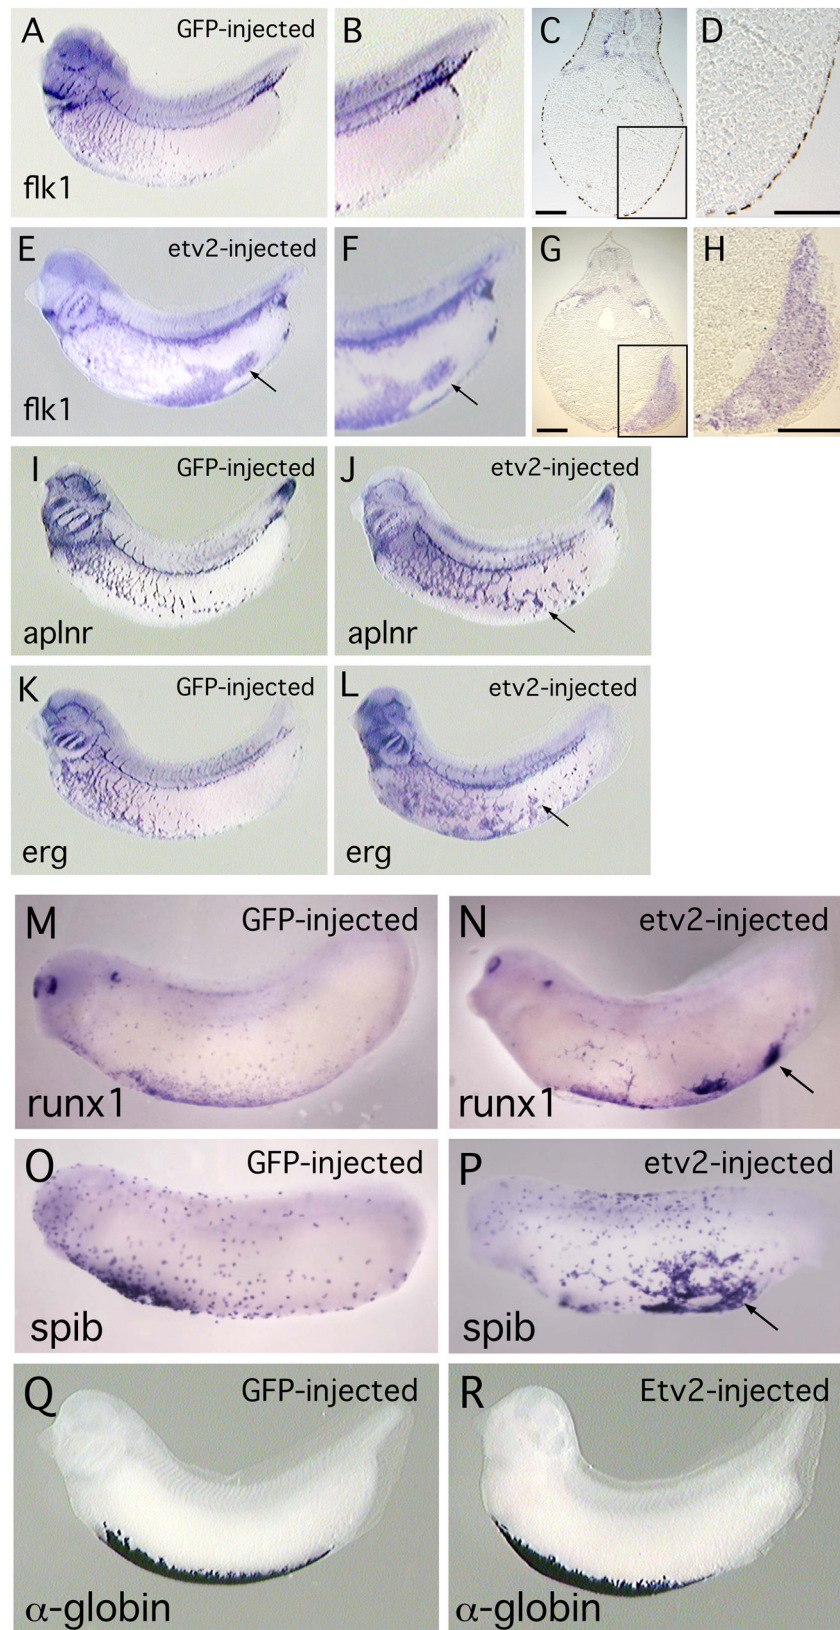 A GFP-injected
flk1
B
C
D
E etv2-injected
flk1
F
G
H
I GFP-injected
aplnr
J etv2-injected
aplnr
K GFP-injected
erg
L etv2-injected
erg
M GFP-injected
runx1
N etv2-injected
runx1
O GFP-injected
spib
P etv2-injected
spib
Q GFP-injected
α-globin
R Etv2-injected
α-globin